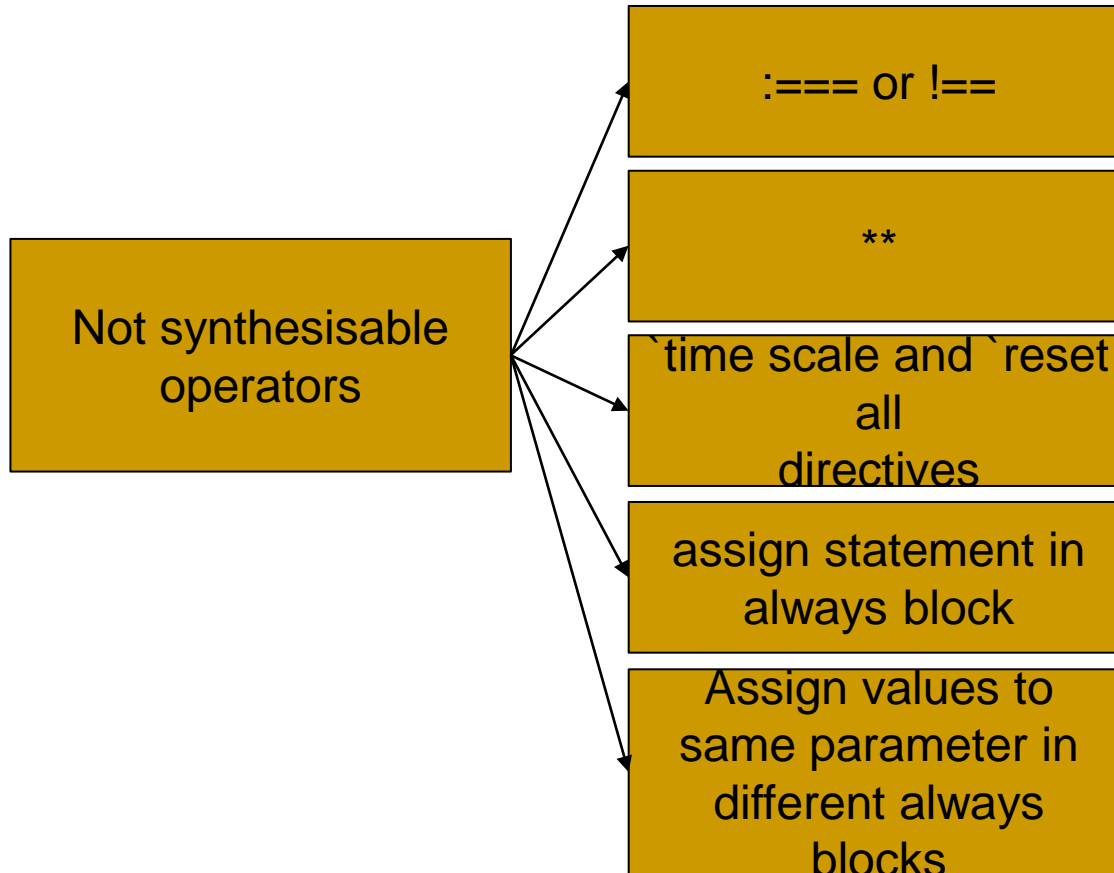 :=== or !==
**
Not synthesisable
operators
`time scale and `reset
all
directives
assign statement in
always block
Assign values to
same parameter in
different always
blocks